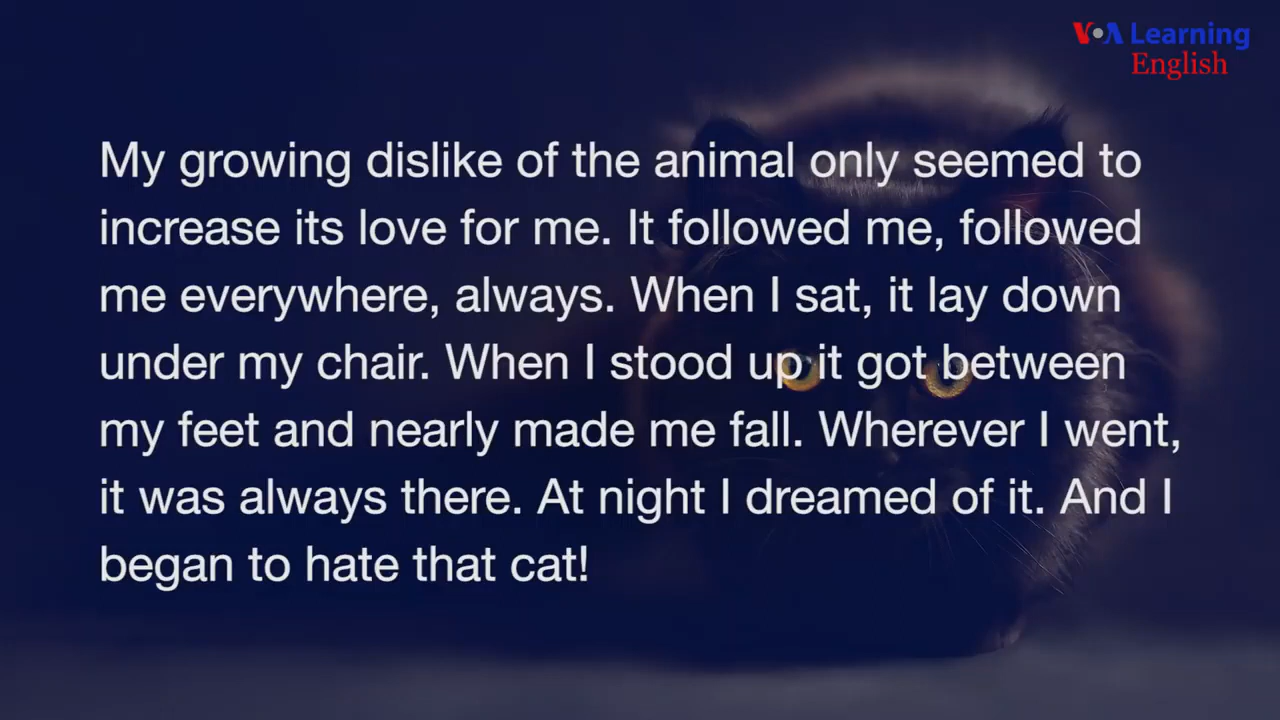 VOA Learning
English
My growing dislike of the animal only seemed to
increase its love for me. It followed me, followed
me everywhere, always. When I sat, it lay down
under my chair. When I stood up it got between
my feet and nearly made me fall. Wherever I went,
it was always there. At night I dreamed of it. And I
began to hate that cat!